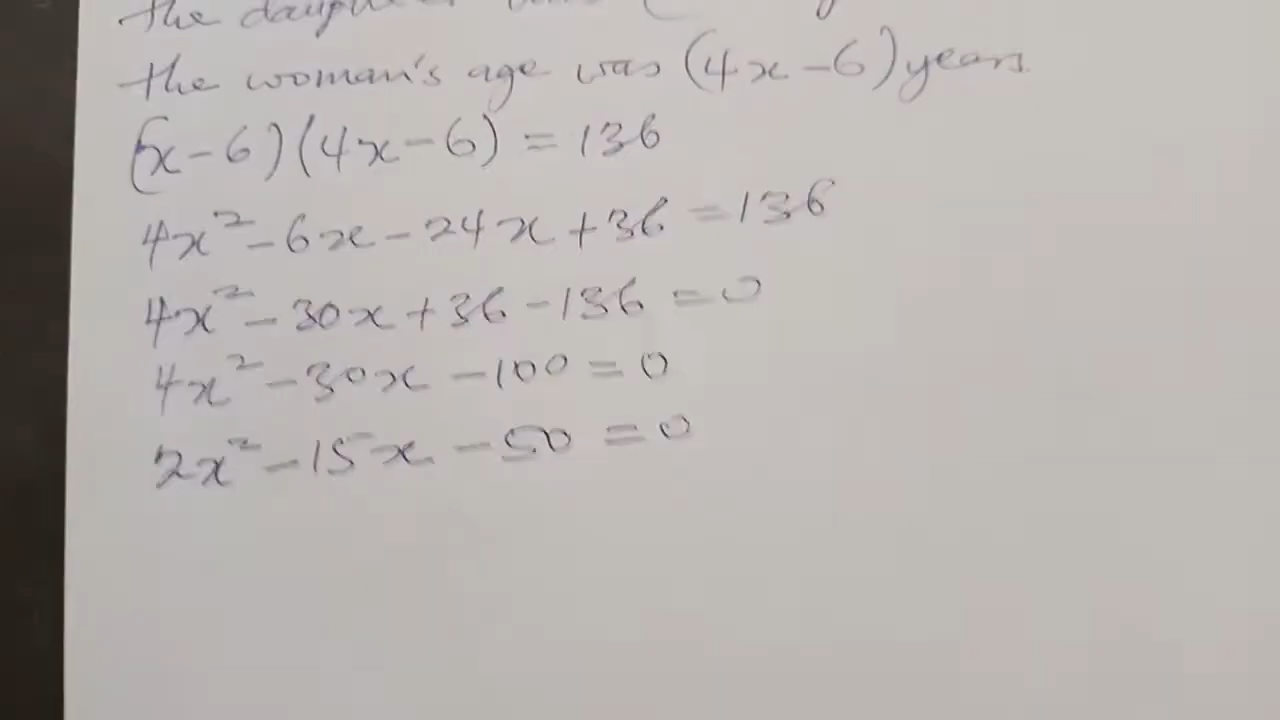 the
the woman's age was (4x-6) years
(x-6)(4x-6) = 136
4x² - 6x - 24x + 36 = 136
4x² - 30x + 36 - 136 = 0
4x² - 30x - 100 = 0
2x² - 15x - 50 = 0